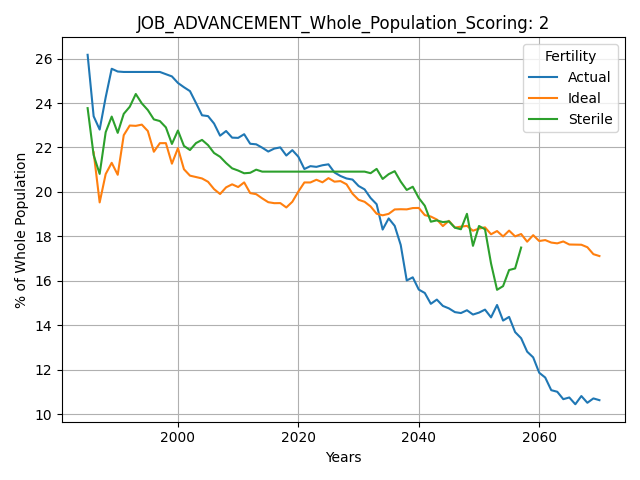 JOB_ADVANCEMENT_Whole_Population_Scoring: 2
% of Whole Population
26
24
22
20
18
16
14
12
10
Fertility
Actual
Ideal
Sterile
2000 2020 2040 2060
Years